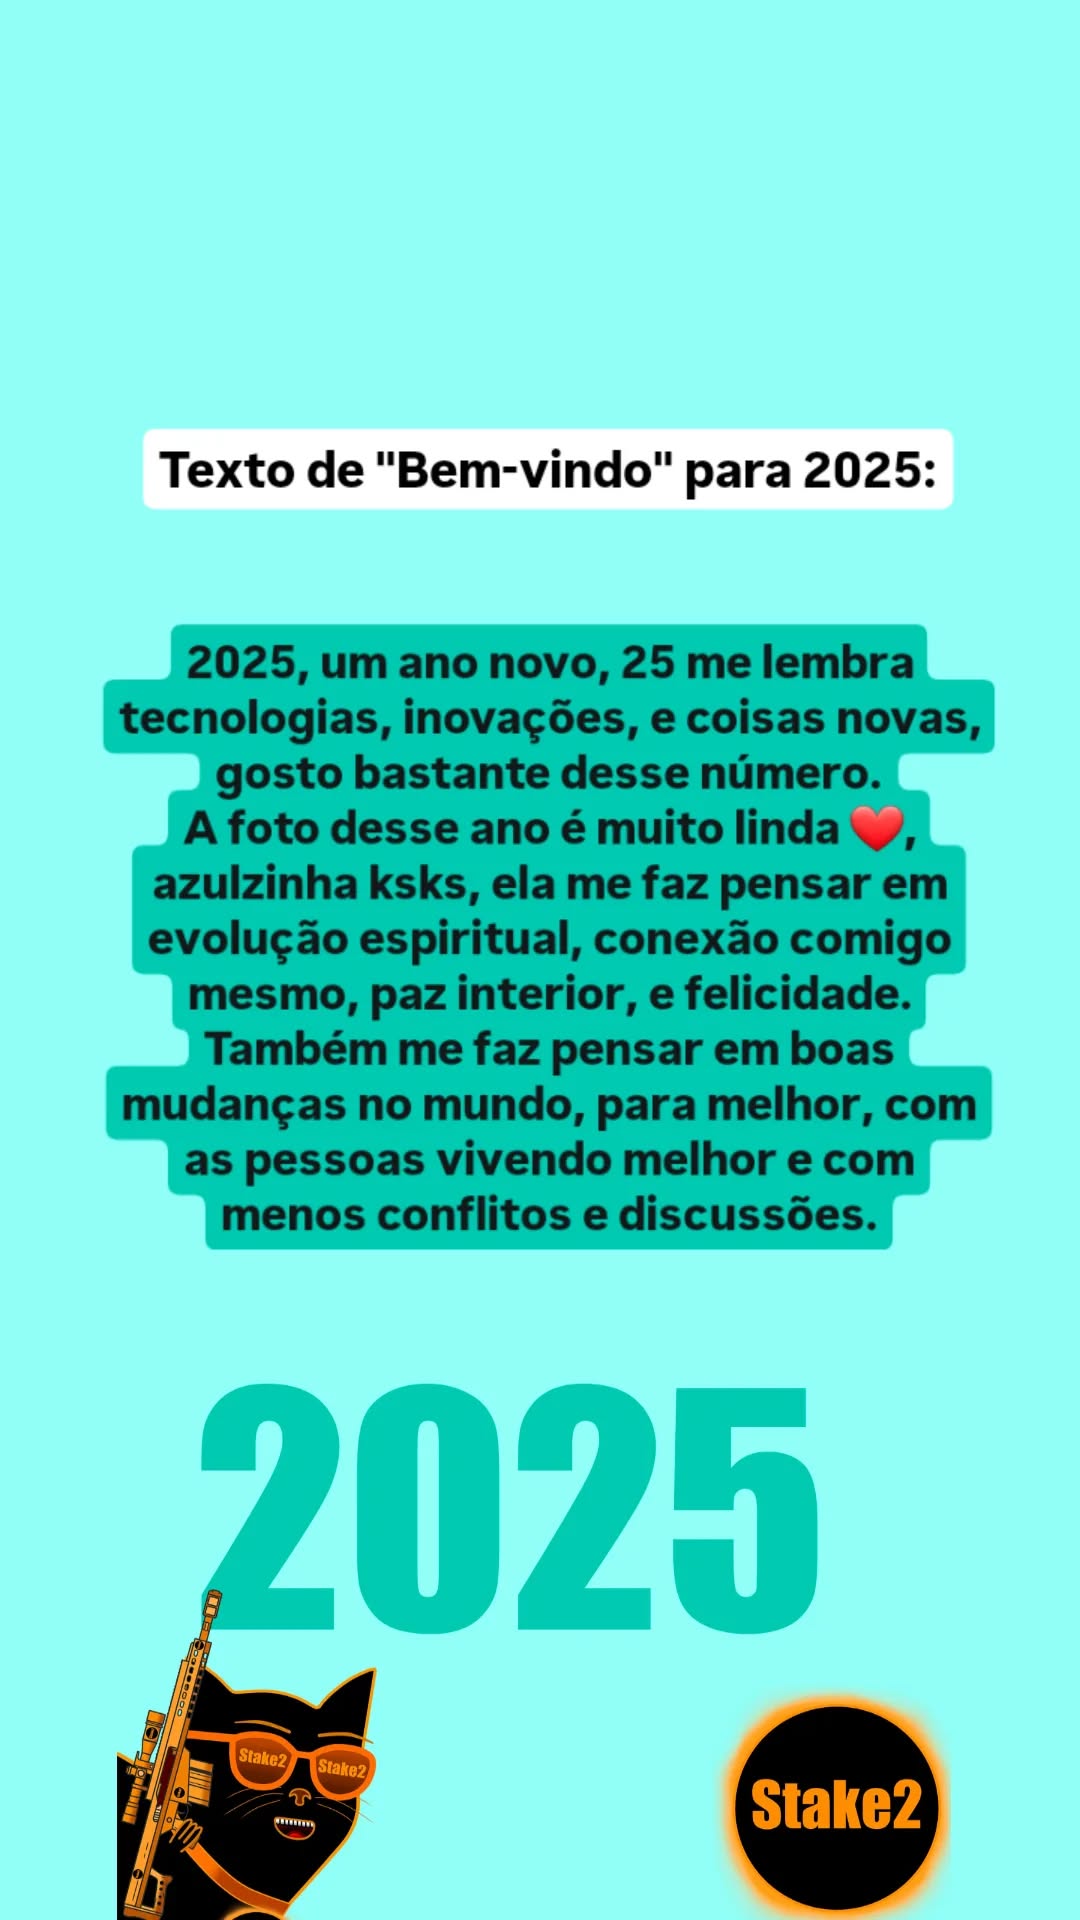 Texto de "Bem-vindo" para 2025:
2025, um ano novo, 25 me lembra
tecnologias, inovações, e coisas novas,
gosto bastante desse número.
A foto desse ano é muito linda ❤️,
azulzinha ksks, ela me faz pensar em
evolução espiritual, conexão comigo
mesmo, paz interior, e felicidade.
Também me faz pensar em boas
mudanças no mundo, para melhor, com
as pessoas vivendo melhor e com
menos conflitos e discussões.
2025
Stake2 Stake2
Stake2